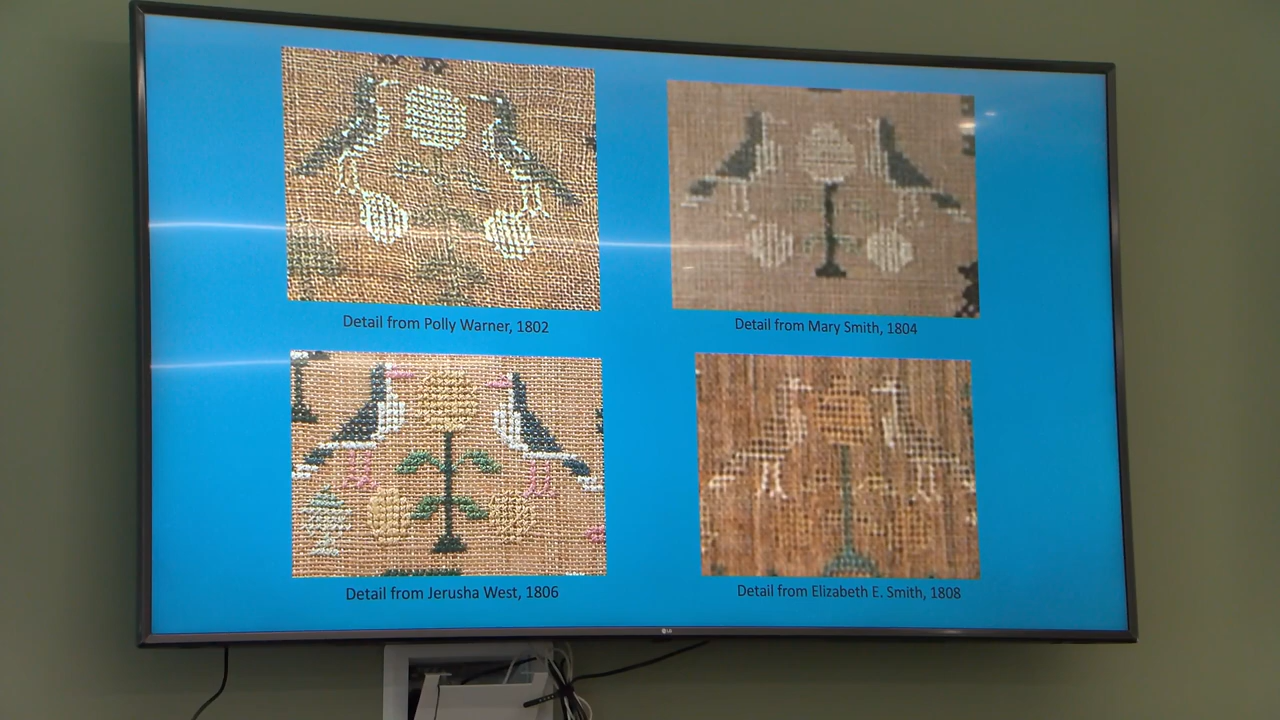 Detail from Polly Warner, 1802
Detail from Mary Smith, 1804
Detail from Jerusha West, 1806
Detail from Elizabeth E. Smith, 1808
LG